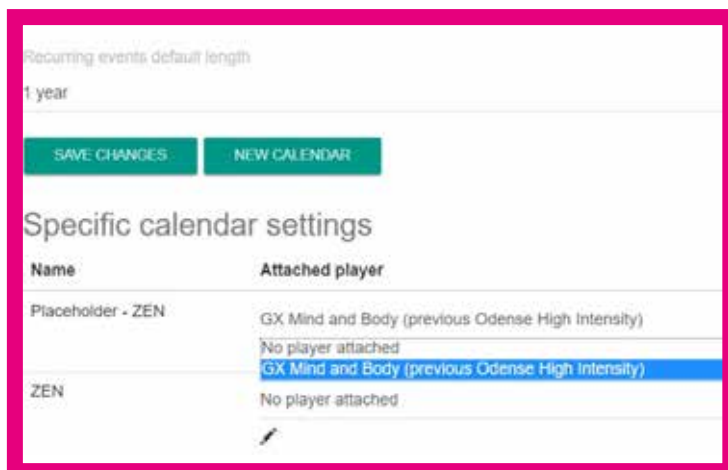 Recurring events default length
1 year
SAVE CHANGES NEW CALENDAR
Specific calendar settings
Name Attached player
Placeholder - ZEN GX Mind and Body (previous Odense High Intensity)
No player attached
GX Mind and Body (previous Odense High Intensity)
ZEN No player attached